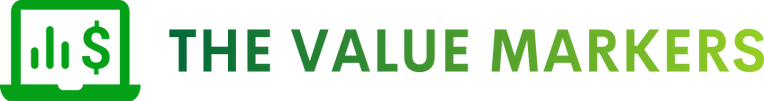 $ THE VALUE MARKERS